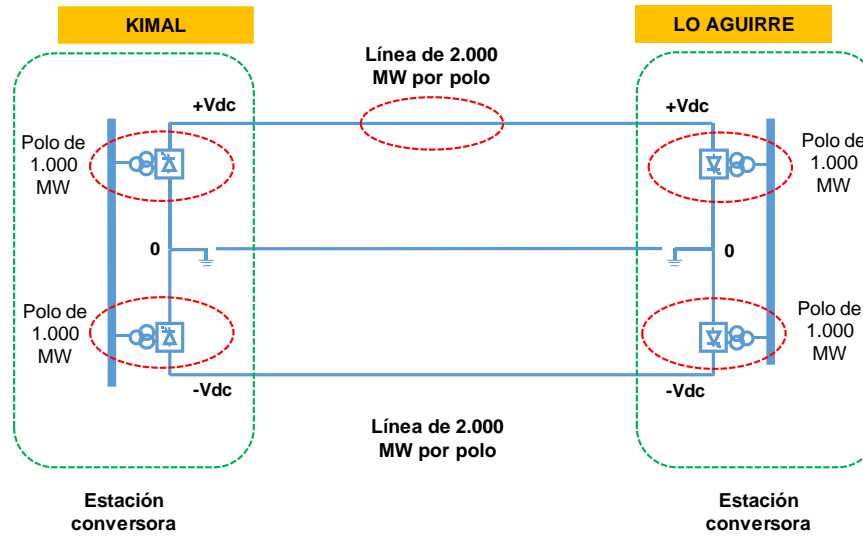 KIMAL
LO AGUIRRE
Línea de 2.000
MW por polo
+Vdc
+Vdc
Polo de
1.000
MW
Polo de
1.000
MW
0
0
Polo de
1.000
MW
Polo de
1.000
MW
-Vdc
-Vdc
Línea de 2.000
MW por polo
Estación
conversora
Estación
conversora